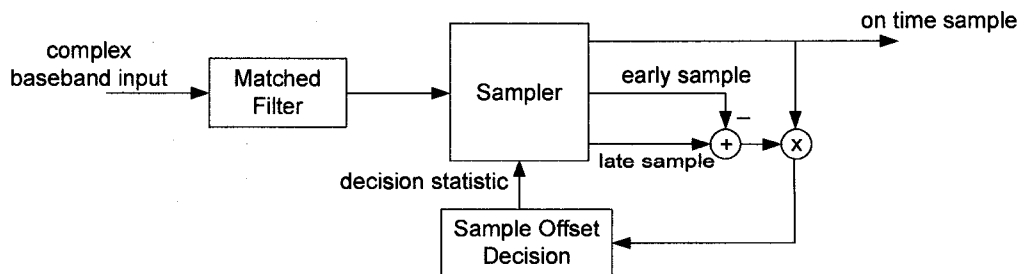 on time sample
complex
baseband input
Matched
Filter
Sampler
early sample
−
+
x
late sample
decision statistic
Sample Offset
Decision